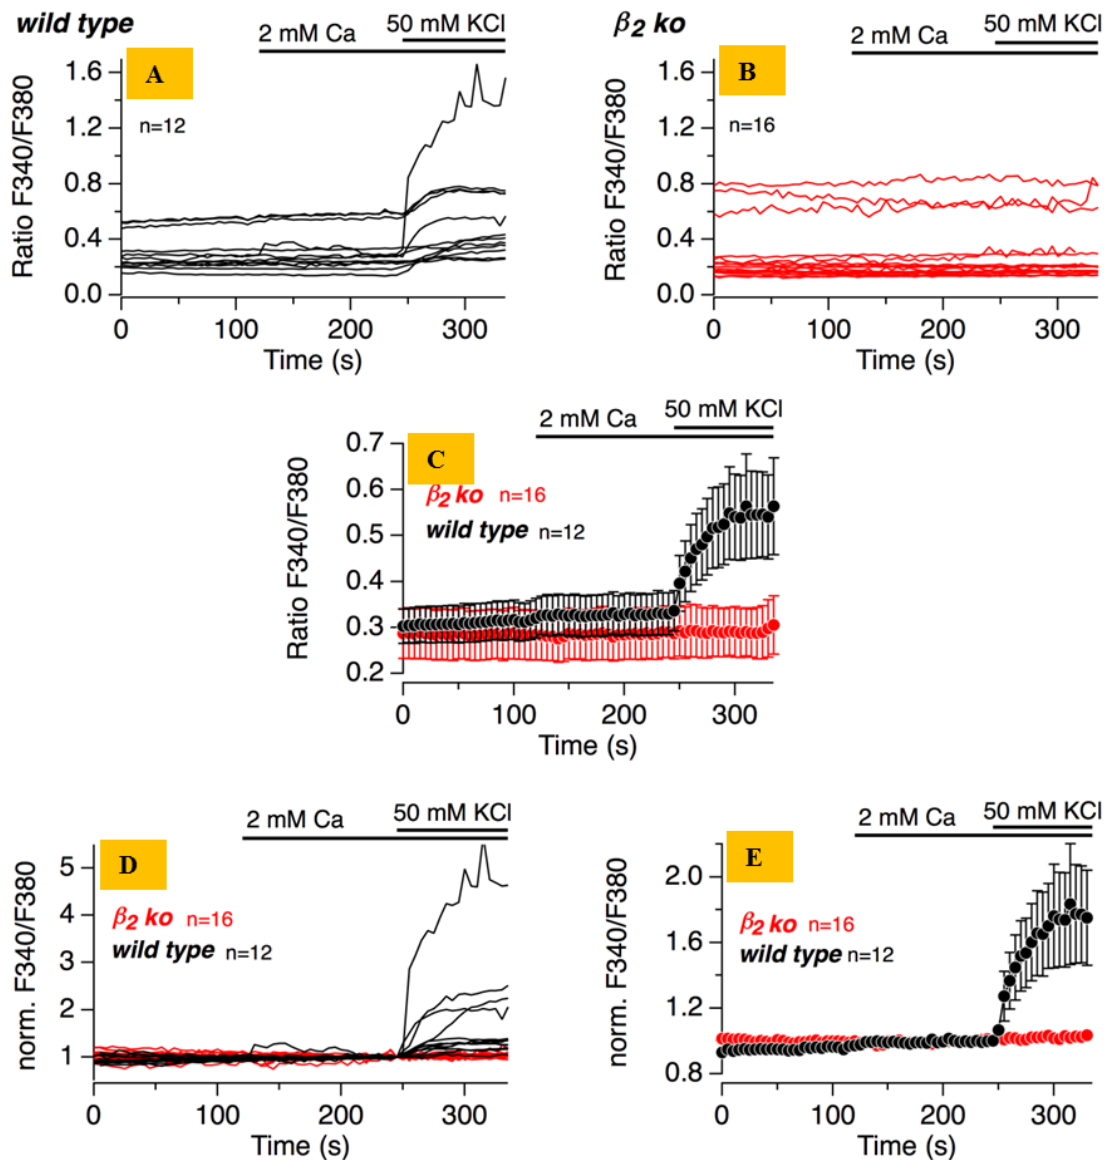 wild type
2 mM Ca
50 mM KCl
A
n=12
Ratio F340/F380
1.6
1.2
0.8
0.4
0.0
0
100
200
300
Time (s)
β2 ko
2 mM Ca
50 mM KCl
B
n=16
Ratio F340/F380
1.6
1.2
0.8
0.4
0.0
0
100
200
300
Time (s)
2 mM Ca
50 mM KCl
C
β2 ko n=16
wild type n=12
Ratio F340/F380
0.7
0.6
0.5
0.4
0.3
0.2
0
100
200
300
Time (s)
2 mM Ca
50 mM KCl
D
β2 ko n=16
wild type n=12
norm. F340/F380
5
4
3
2
1
0
100
200
300
Time (s)
2 mM Ca
50 mM KCl
E
β2 ko n=16
wild type n=12
norm. F340/F380
2.0
1.6
1.2
0.8
0
100
200
300
Time (s)